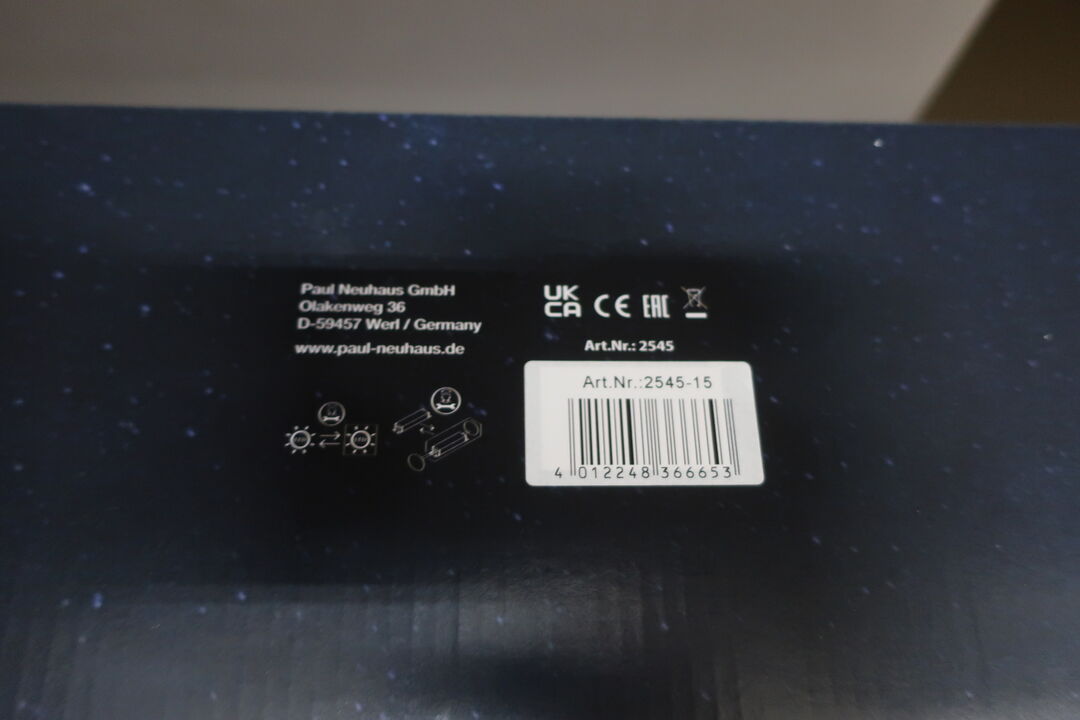 Paul Neuhaus GmbH
Olakenweg 36
D-59457 Werl / Germany
www.paul-neuhaus.de
UK
CA CE EAC
Art.Nr.: 2545
Art.Nr.:2545-15
4 012248 366653